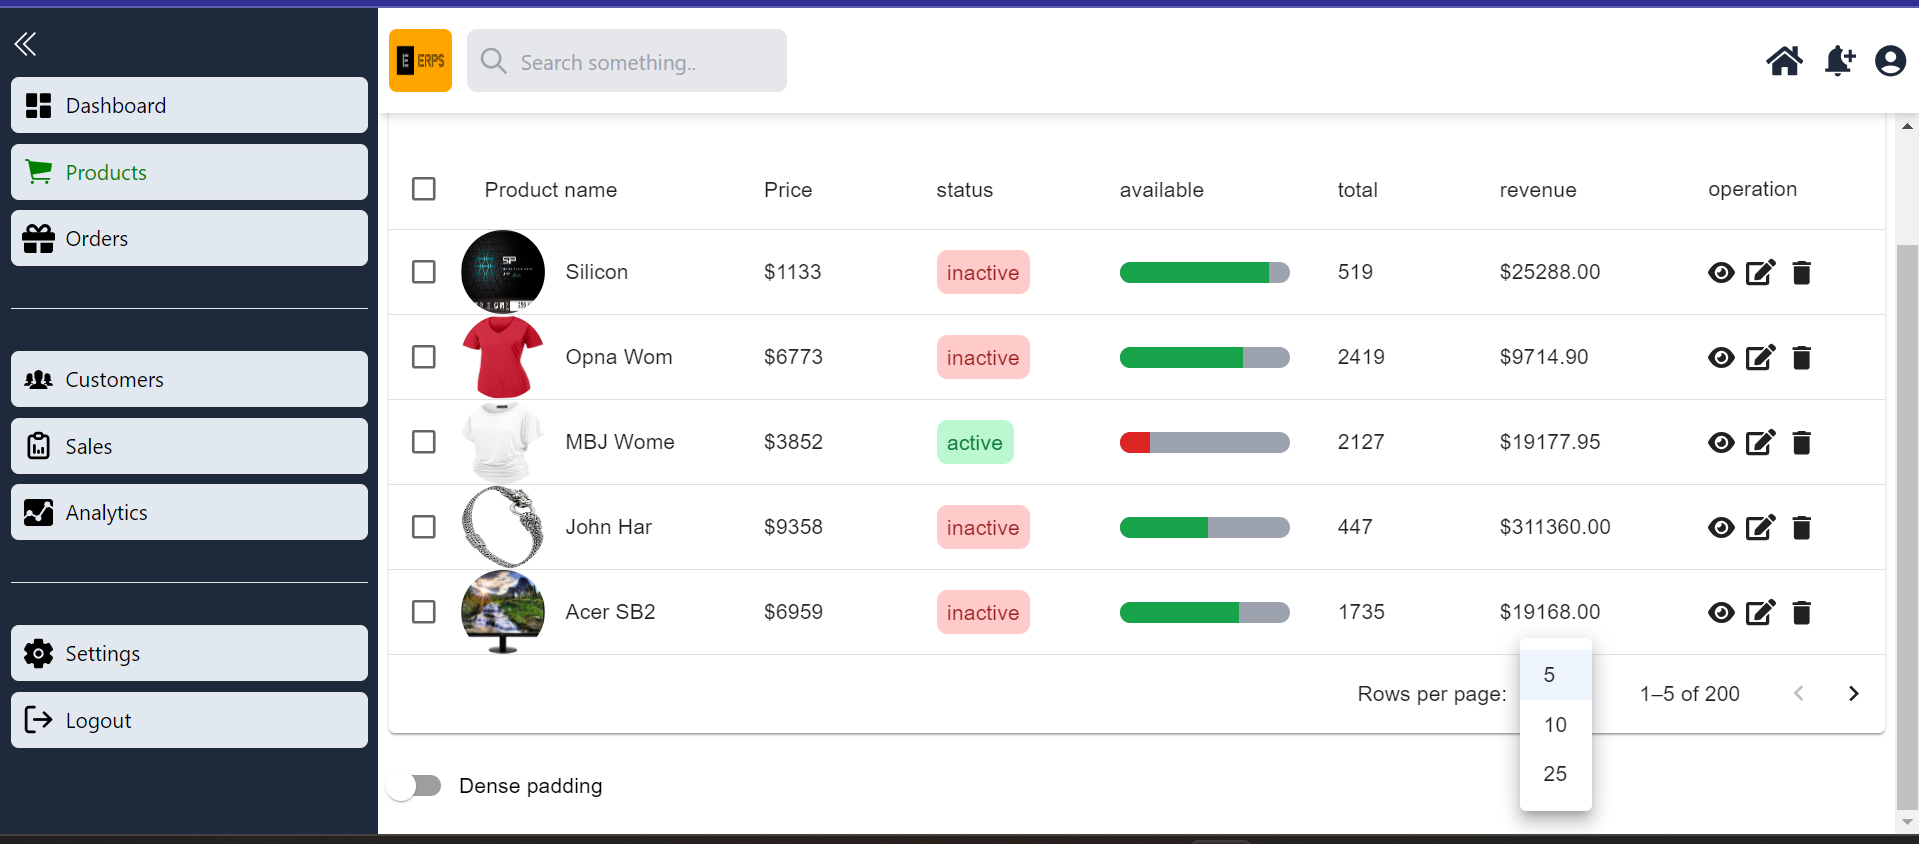 E ERPS
Search something..
Dashboard
Products
Orders
Customers
Sales
Analytics
Settings
Logout
Product name Price status available total revenue operation
SP
Silicon $1133 inactive 519 $25288.00
Opna Wom $6773 inactive 2419 $9714.90
MBJ Wome $3852 active 2127 $19177.95
John Har $9358 inactive 447 $311360.00
Acer SB2 $6959 inactive 1735 $19168.00
Rows per page: 1–5 of 200
5
10
25
Dense padding